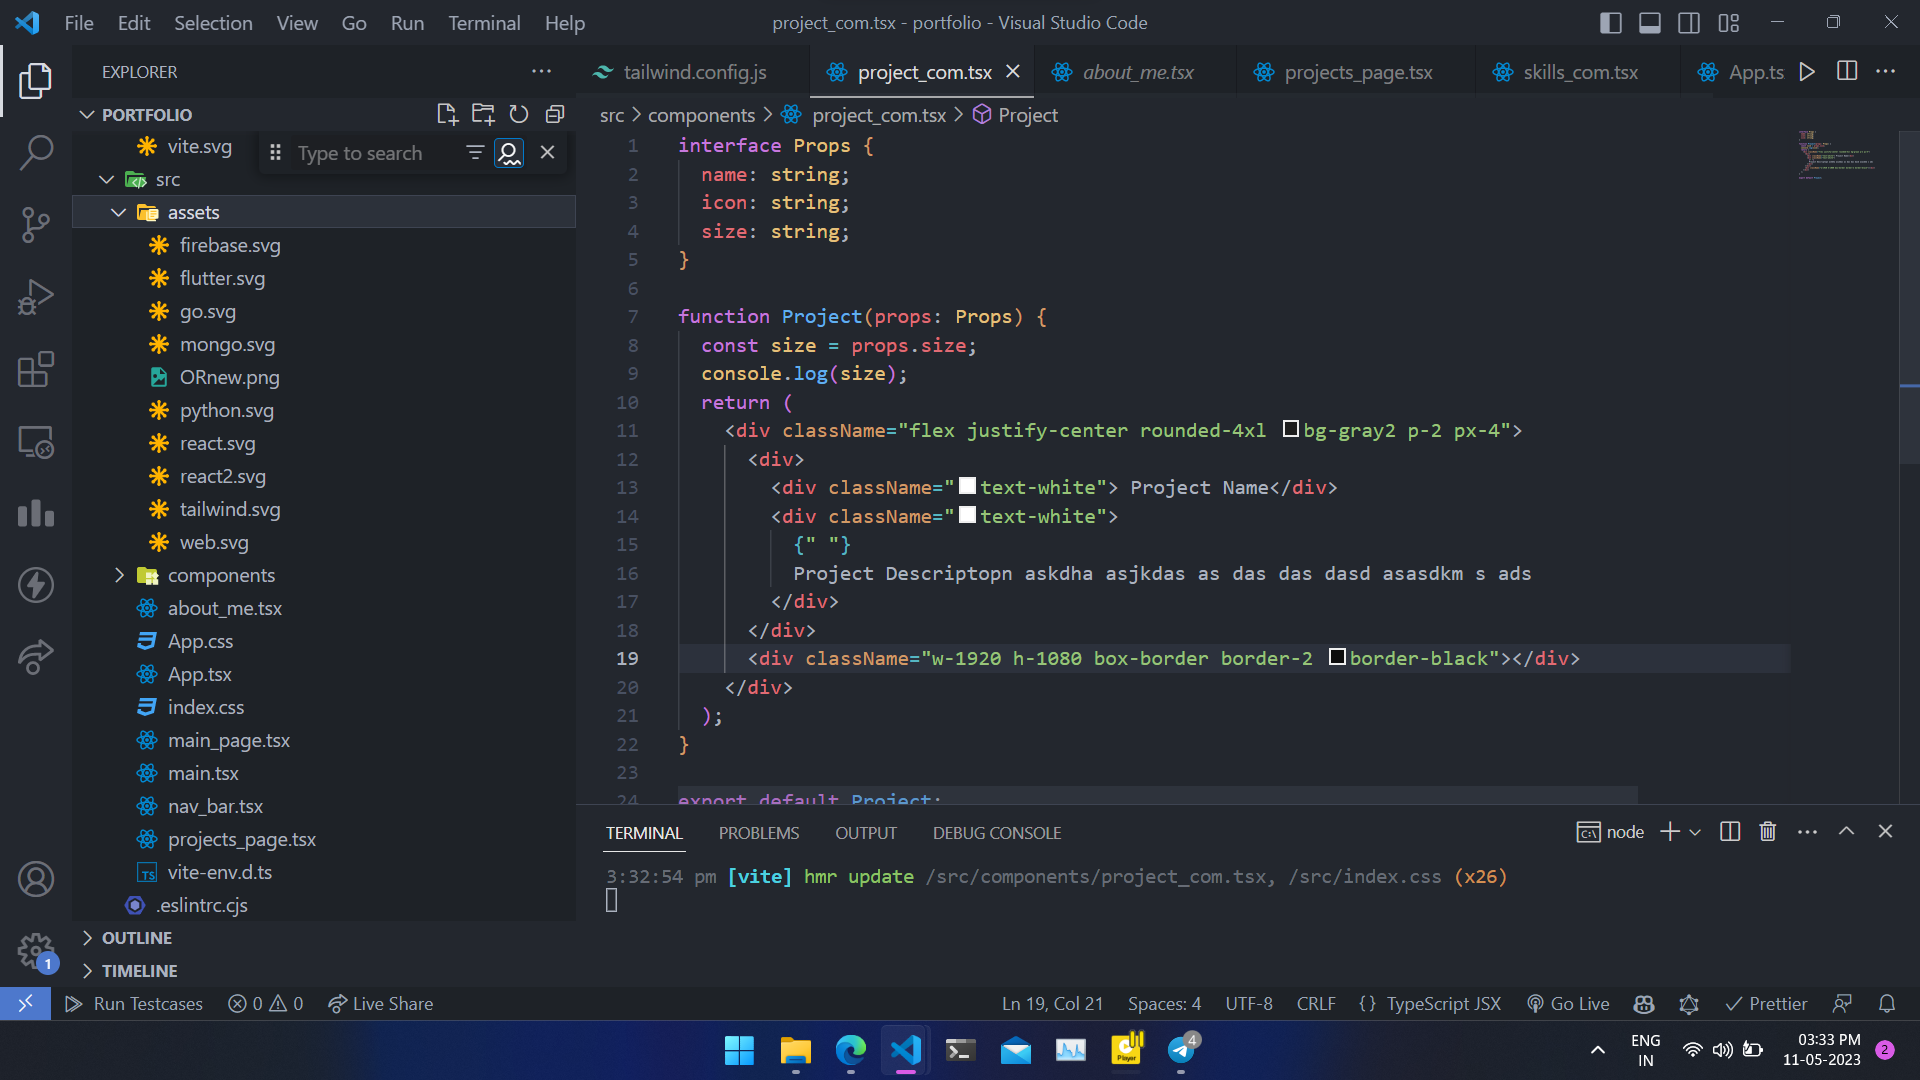 File Edit Selection View Go Run Terminal Help
project_com.tsx - portfolio - Visual Studio Code
EXPLORER
PORTFOLIO
vite.svg
Type to search
src
assets
firebase.svg
flutter.svg
go.svg
mongo.svg
ORnew.png
python.svg
react.svg
react2.svg
tailwind.svg
web.svg
components
about_me.tsx
App.css
App.tsx
index.css
main_page.tsx
main.tsx
nav_bar.tsx
projects_page.tsx
TS vite-env.d.ts
.eslintrc.cjs
OUTLINE
TIMELINE
1
tailwind.config.js project_com.tsx about_me.tsx projects_page.tsx skills_com.tsx App.ts
src > components > project_com.tsx > Project
1 interface Props {
2 name: string;
3 icon: string;
4 size: string;
5 }
6
7 function Project(props: Props) {
8 const size = props.size;
9 console.log(size);
10 return (
11 <div className="flex justify-center rounded-4xl bg-gray2 p-2 px-4">
12 <div>
13 <div className="text-white"> Project Name</div>
14 <div className="text-white">
15 {" "}
16 Project Descriptopn askdha asjkdas as das das dasd asasdkm s ads
17 </div>
18 </div>
19 <div className="w-1920 h-1080 box-border border-2 border-black"></div>
20 </div>
21 );
22 }
23
24 export default Project;
TERMINAL PROBLEMS OUTPUT DEBUG CONSOLE
node
3:32:54 pm [vite] hmr update /src/components/project_com.tsx, /src/index.css (x26)
Run Testcases 0 0 Live Share
Ln 19, Col 21 Spaces: 4 UTF-8 CRLF {} TypeScript JSX Go Live Prettier
Player
4
ENG
IN
03:33 PM
11-05-2023
2